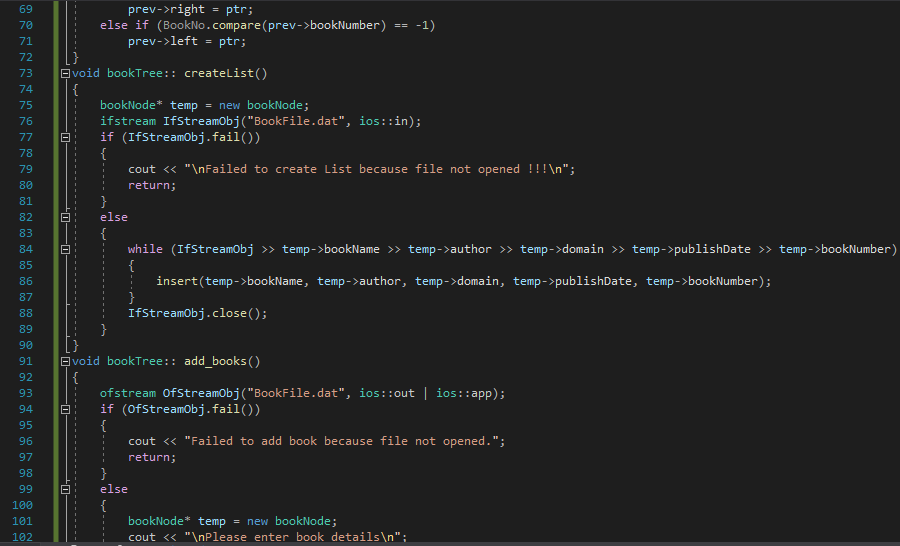 69 prev->right = ptr;
70 else if (BookNo.compare(prev->bookNumber) == -1)
71 prev->left = ptr;
72 }
73 void bookTree:: createList()
74 {
75 bookNode* temp = new bookNode;
76 ifstream IfStreamObj("BookFile.dat", ios::in);
77 if (IfStreamObj.fail())
78 {
79 cout << "\nFailed to create List because file not opened !!!\n";
80 return;
81 }
82 else
83 {
84 while (IfStreamObj >> temp->bookName >> temp->author >> temp->domain >> temp->publishDate >> temp->bookNumber)
85 {
86 insert(temp->bookName, temp->author, temp->domain, temp->publishDate, temp->bookNumber);
87 }
88 IfStreamObj.close();
89 }
90 }
91 void bookTree:: add_books()
92 {
93 ofstream OfStreamObj("BookFile.dat", ios::out | ios::app);
94 if (OfStreamObj.fail())
95 {
96 cout << "Failed to add book because file not opened.";
97 return;
98 }
99 else
100 {
101 bookNode* temp = new bookNode;
102 cout << "\nPlease enter book details\n";